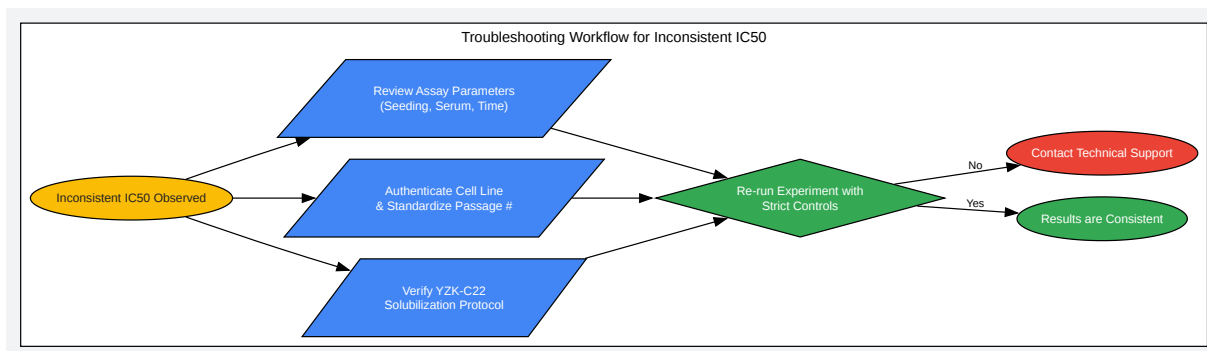 Troubleshooting Workflow for Inconsistent IC50
Review Assay Parameters
(Seeding, Serum, Time)
Inconsistent IC50 Observed
Authenticate Cell Line
& Standardize Passage #
Verify YZK-C22
Solubilization Protocol
Re-run Experiment with
Strict Controls
No
Contact Technical Support
Yes
Results are Consistent